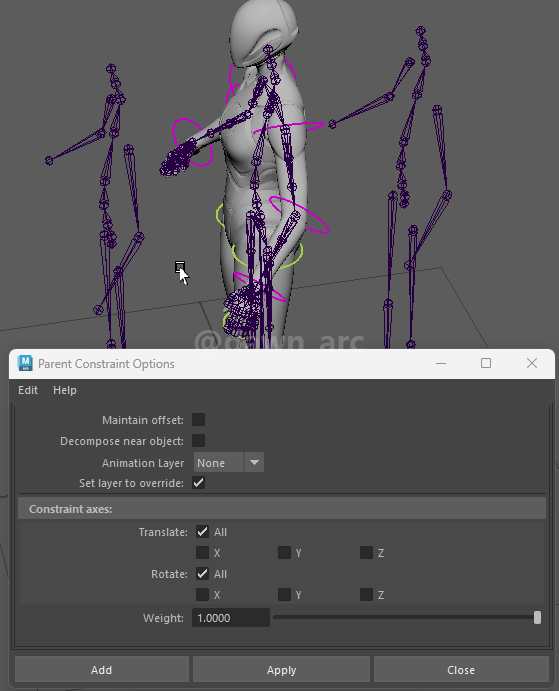 @dawn_arc
Parent Constraint Options
Edit Help
Maintain offset:
Decompose near object:
Animation Layer None
Set layer to override:
Constraint axes:
Translate: All
X Y Z
Rotate: All
X Y Z
Weight: 1.0000
Add Apply Close